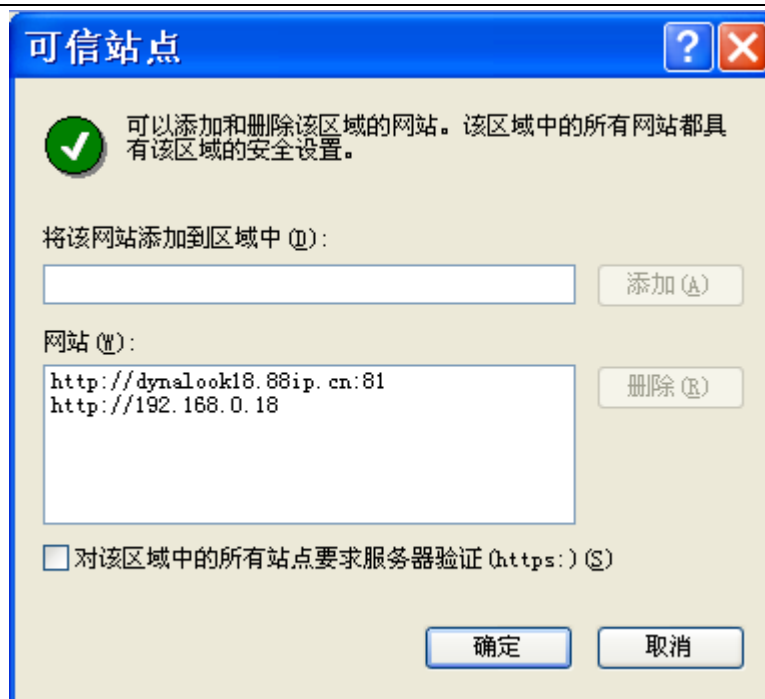 可信站点
可以添加和删除该区域的网站。该区域中的所有网站都具
有该区域的安全设置。
将该网站添加到区域中(D):
添加(A)
网站(W):
http://dynalook18.88ip.cn:81
http://192.168.0.18
删除(R)
对该区域中的所有站点要求服务器验证(https:)(S)
确定
取消